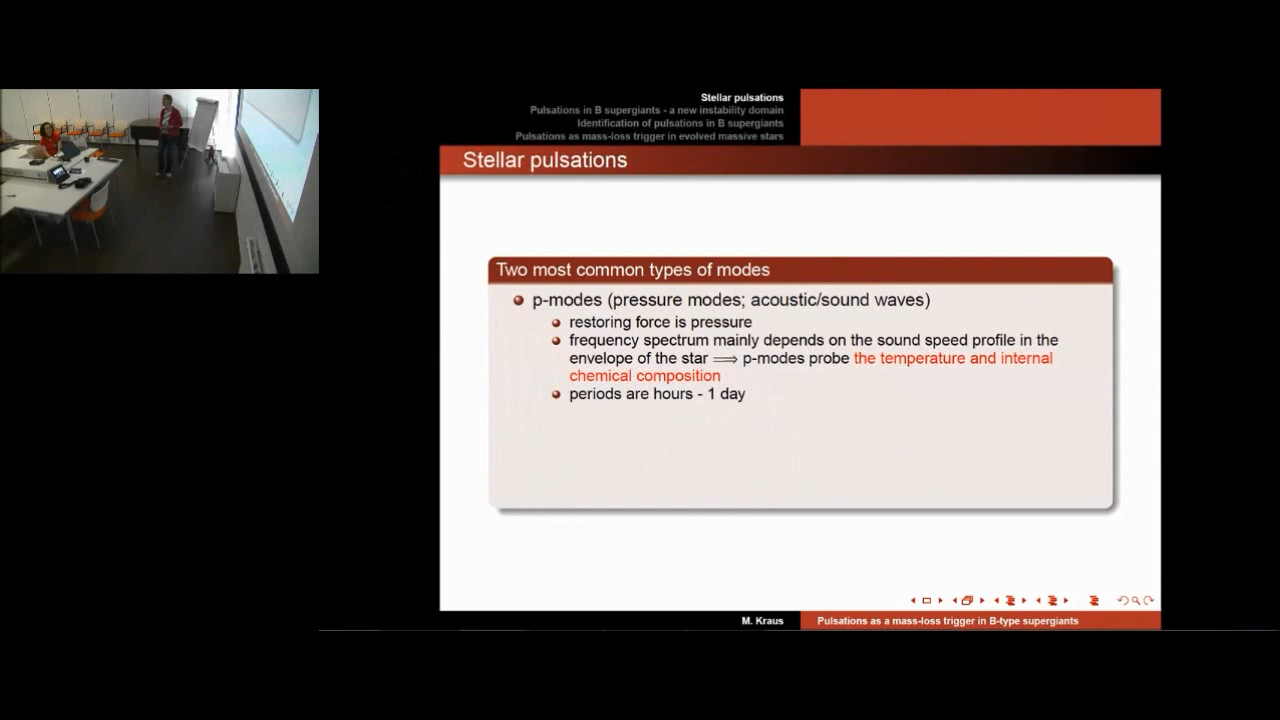 Stellar pulsations
Pulsations in B supergiants - a new instability domain
Identification of pulsations in B supergiants
Pulsations as mass-loss trigger in evolved massive stars
Stellar pulsations
Two most common types of modes
p-modes (pressure modes; acoustic/sound waves)
restoring force is pressure
frequency spectrum mainly depends on the sound speed profile in the
envelope of the star ⟹ p-modes probe the temperature and internal
chemical composition
periods are hours - 1 day
M. Kraus
Pulsations as a mass-loss trigger in B-type supergiants